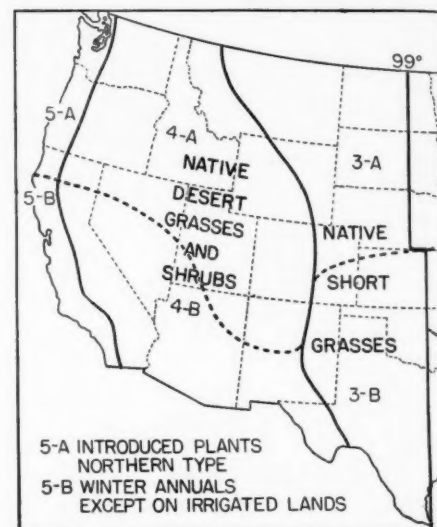 99°
5-A
4-A
3-A
NATIVE
5-B
DESERT
GRASSES
NATIVE
AND
SHRUBS
SHORT
4-B
GRASSES
3-B
5-A INTRODUCED PLANTS
NORTHERN TYPE
5-B WINTER ANNUALS
EXCEPT ON IRRIGATED LANDS